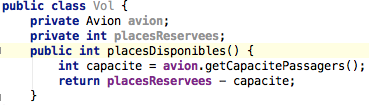 public class Vol {
    private Avion avion;
    private int placesReservees;
    public int placesDisponibles() {
        int capacite = avion.getCapacitePassagers();
        return placesReservees - capacite;
    }